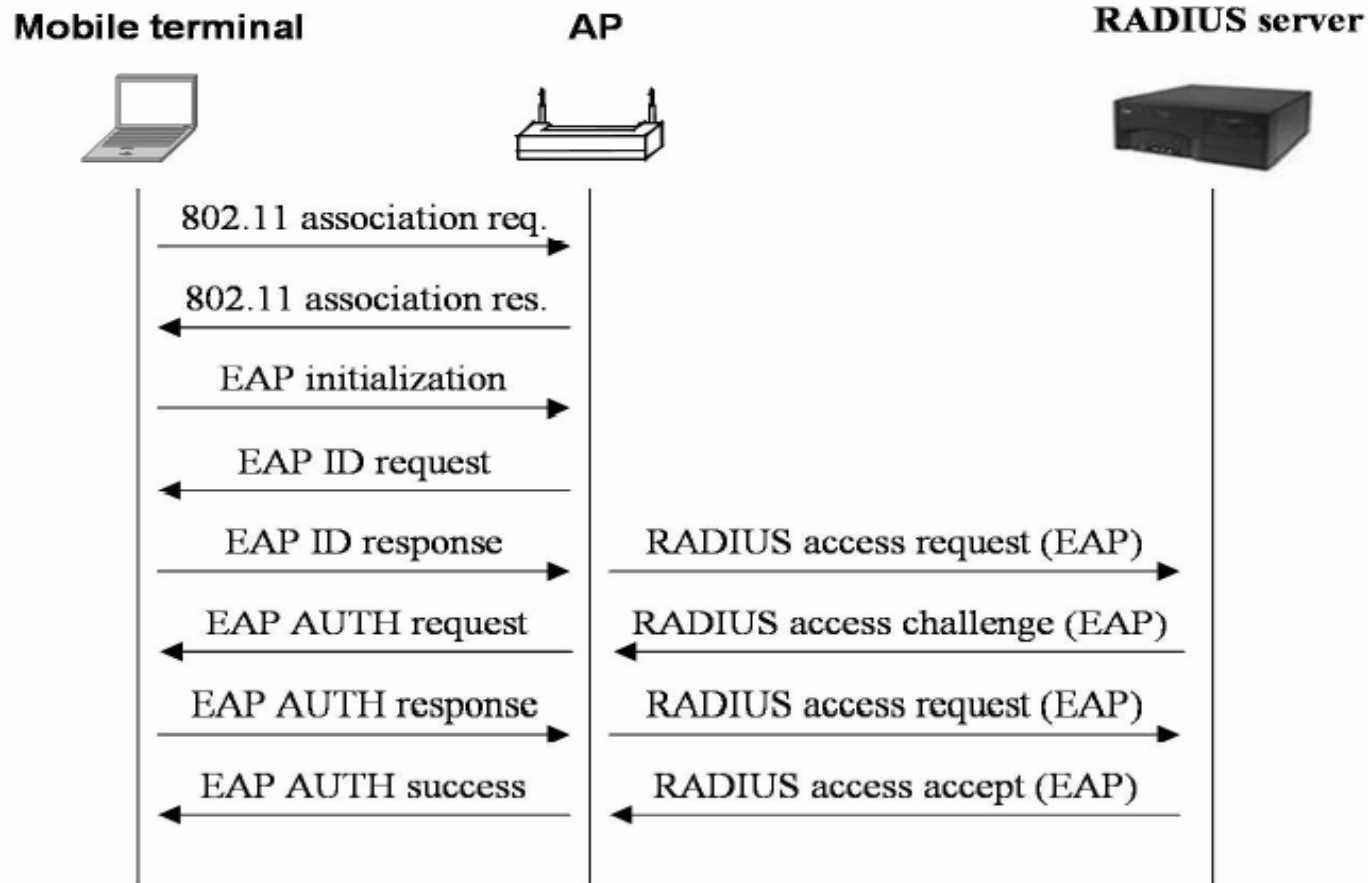 Mobile terminal
AP
RADIUS server
802.11 association req.
802.11 association res.
EAP initialization
EAP ID request
EAP ID response
RADIUS access request (EAP)
EAP AUTH request
RADIUS access challenge (EAP)
EAP AUTH response
RADIUS access request (EAP)
EAP AUTH success
RADIUS access accept (EAP)